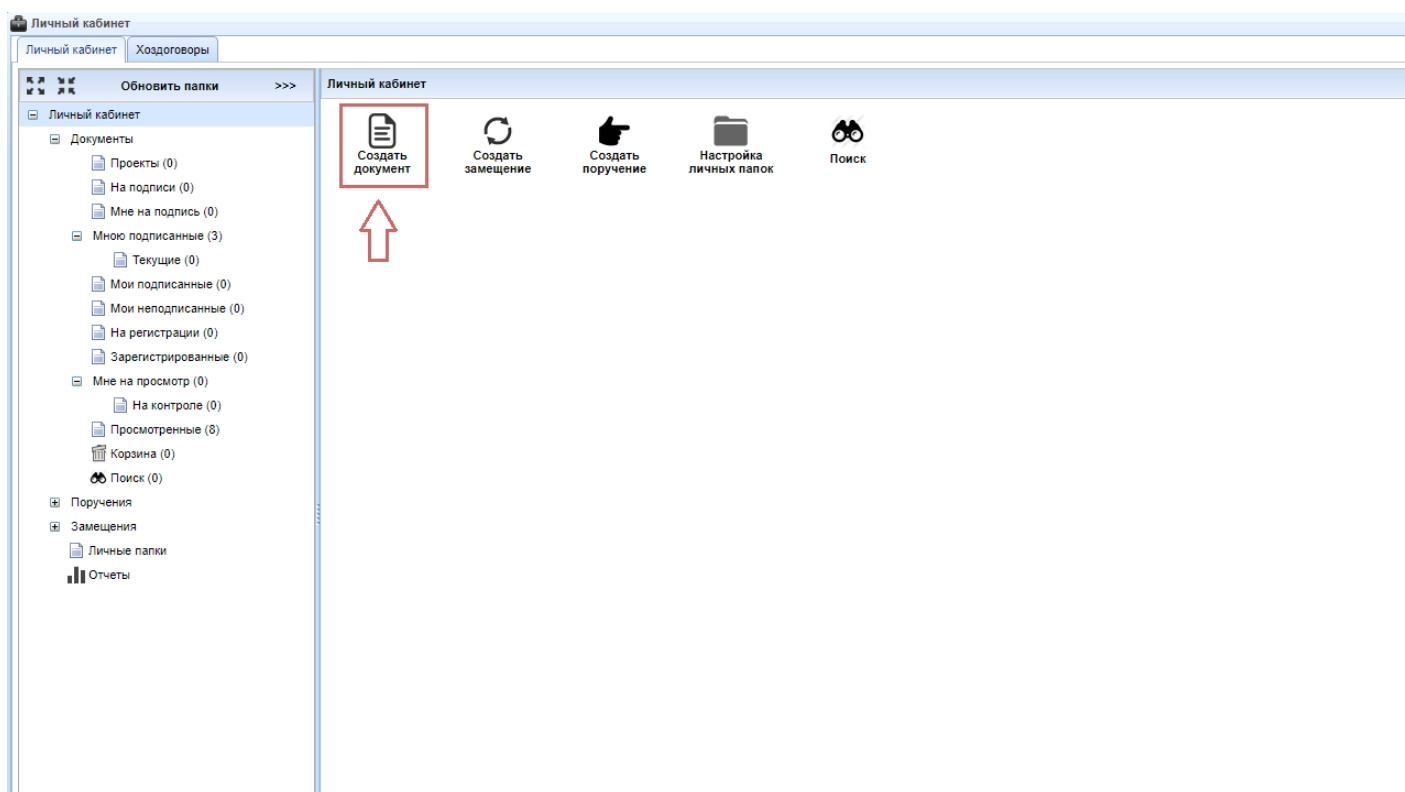 Личный кабинет
Личный кабинет Хоздоговоры
Обновить папки >>>
Личный кабинет
Документы
Проекты (0)
На подписи (0)
Мне на подпись (0)
Мною подписанные (3)
Текущие (0)
Мои подписанные (0)
Мои неподписанные (0)
На регистрации (0)
Зарегистрированные (0)
Мне на просмотр (0)
На контроле (0)
Просмотренные (8)
Корзина (0)
Поиск (0)
Поручения
Замещения
Личные папки
Отчеты
Личный кабинет
Создать
документ
Создать
замещение
Создать
поручение
Настройка
личных папок
Поиск